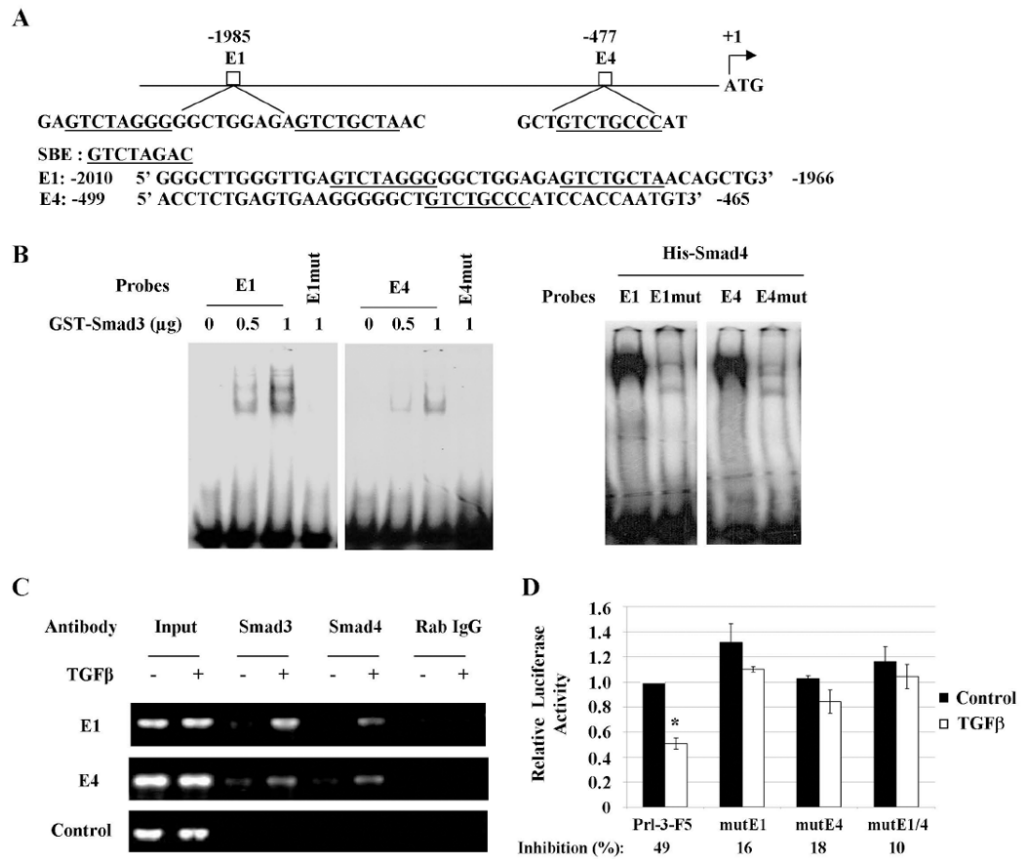 A
-1985 -477 +1
E1 E4
ATG
GAGTCTAGGGGGCTGGAGAGTCTGCTAAC GCTGTCTGCCCAT
SBE : GTCTAGAC
E1: -2010 5’ GGGCTTGGGTTGAGTCTAGGGGGCTGGAGAGTCTGCTAACAGCTG3’ -1966
E4: -499 5’ ACCTCTGAGTGAAGGGGGCTGTCTGCCCATCCACCAATGT3’ -465
B
His-Smad4
Probes E1 E1mut E4 E4mut
GST-Smad3 (µg) 0 0.5 1 1 0 0.5 1 1
Probes E1 E1mut E4 E4mut
C
Antibody Input Smad3 Smad4 Rab IgG
TGFβ - + - + - + - +
E1
E4
Control
D
Relative Luciferase Activity
1.6
1.4
1.2
1.0
0.8
0.6
0.4
0.2
0
*
Control
TGFβ
Prl-3-F5 mutE1 mutE4 mutE1/4
Inhibition (%): 49 16 18 10